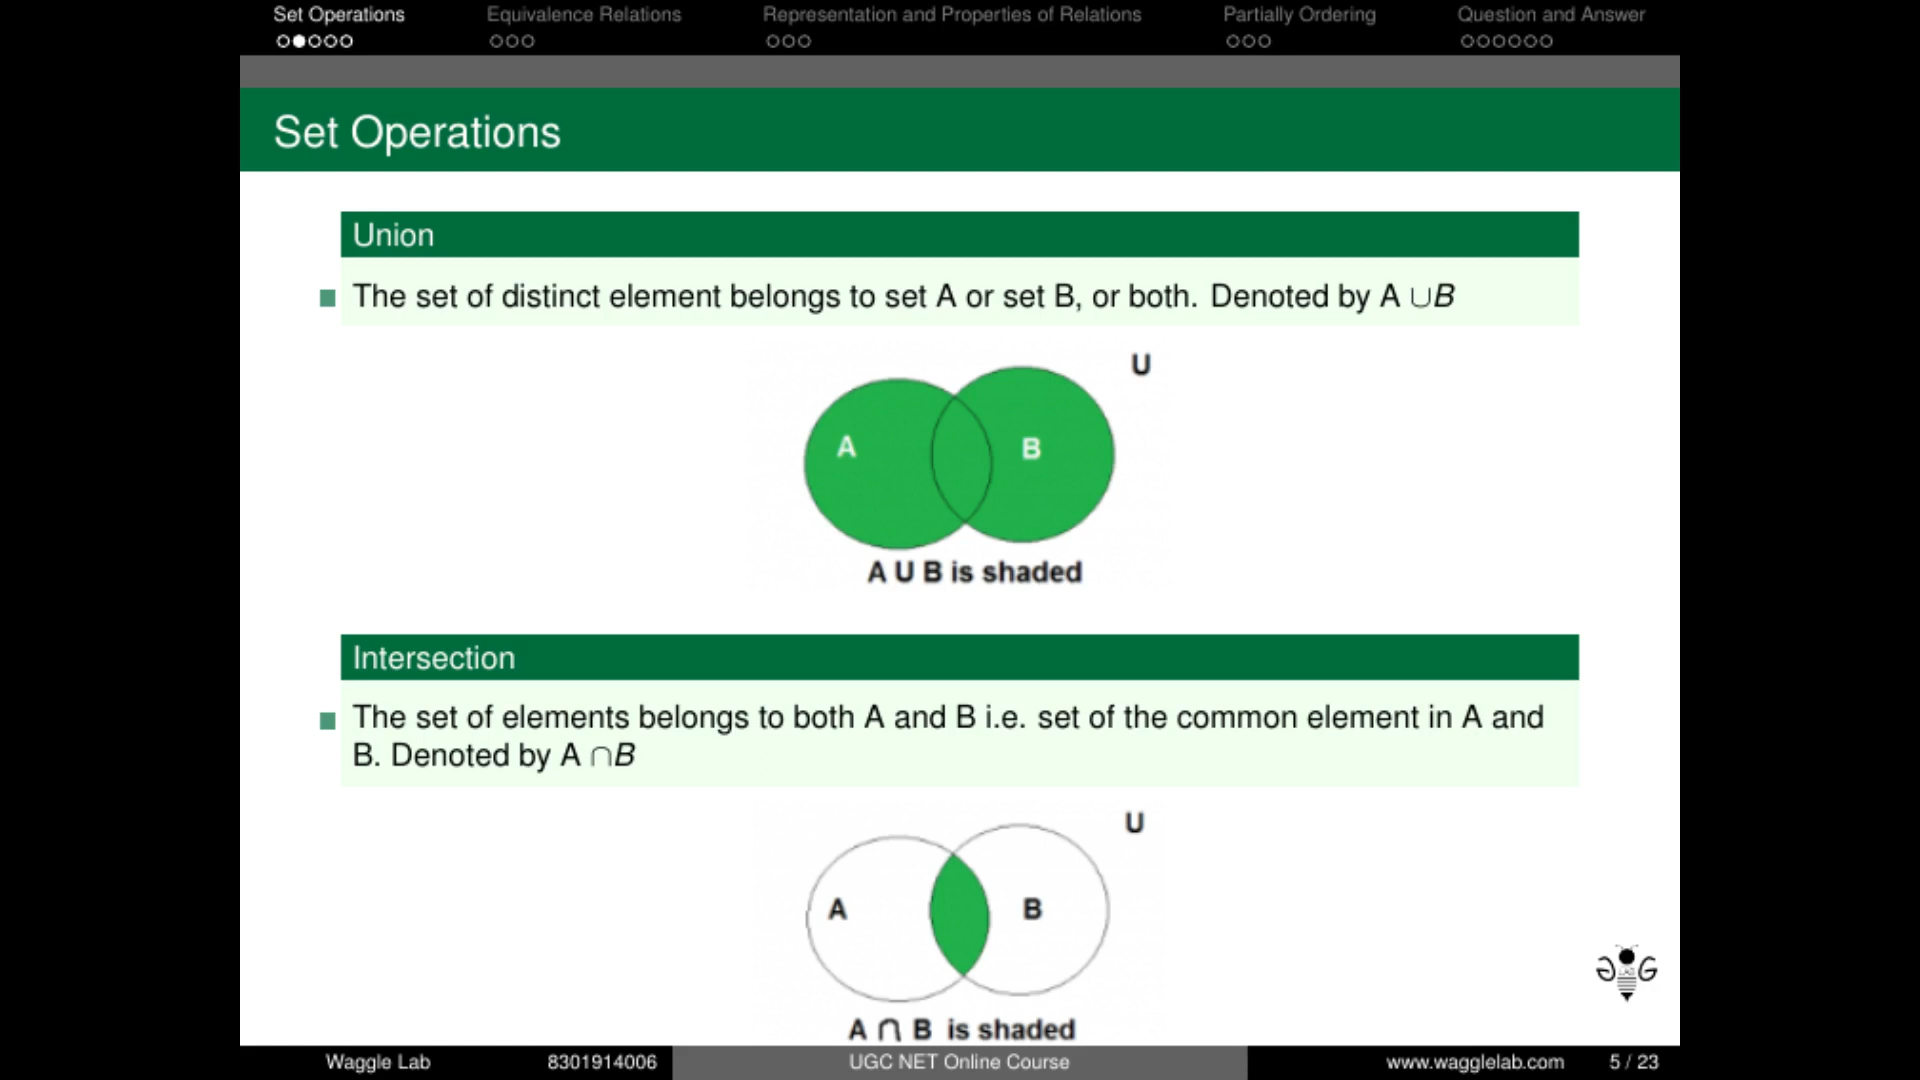 Set Operations Equivalence Relations Representation and Properties of Relations Partially Ordering Question and Answer
Set Operations
Union
The set of distinct element belongs to set A or set B, or both. Denoted by A ∪B
U
A B
A U B is shaded
Intersection
The set of elements belongs to both A and B i.e. set of the common element in A and
B. Denoted by A ∩B
U
A B
A ∩ B is shaded
Waggle Lab 8301914006 UGC NET Online Course www.wagglelab.com 5 / 23